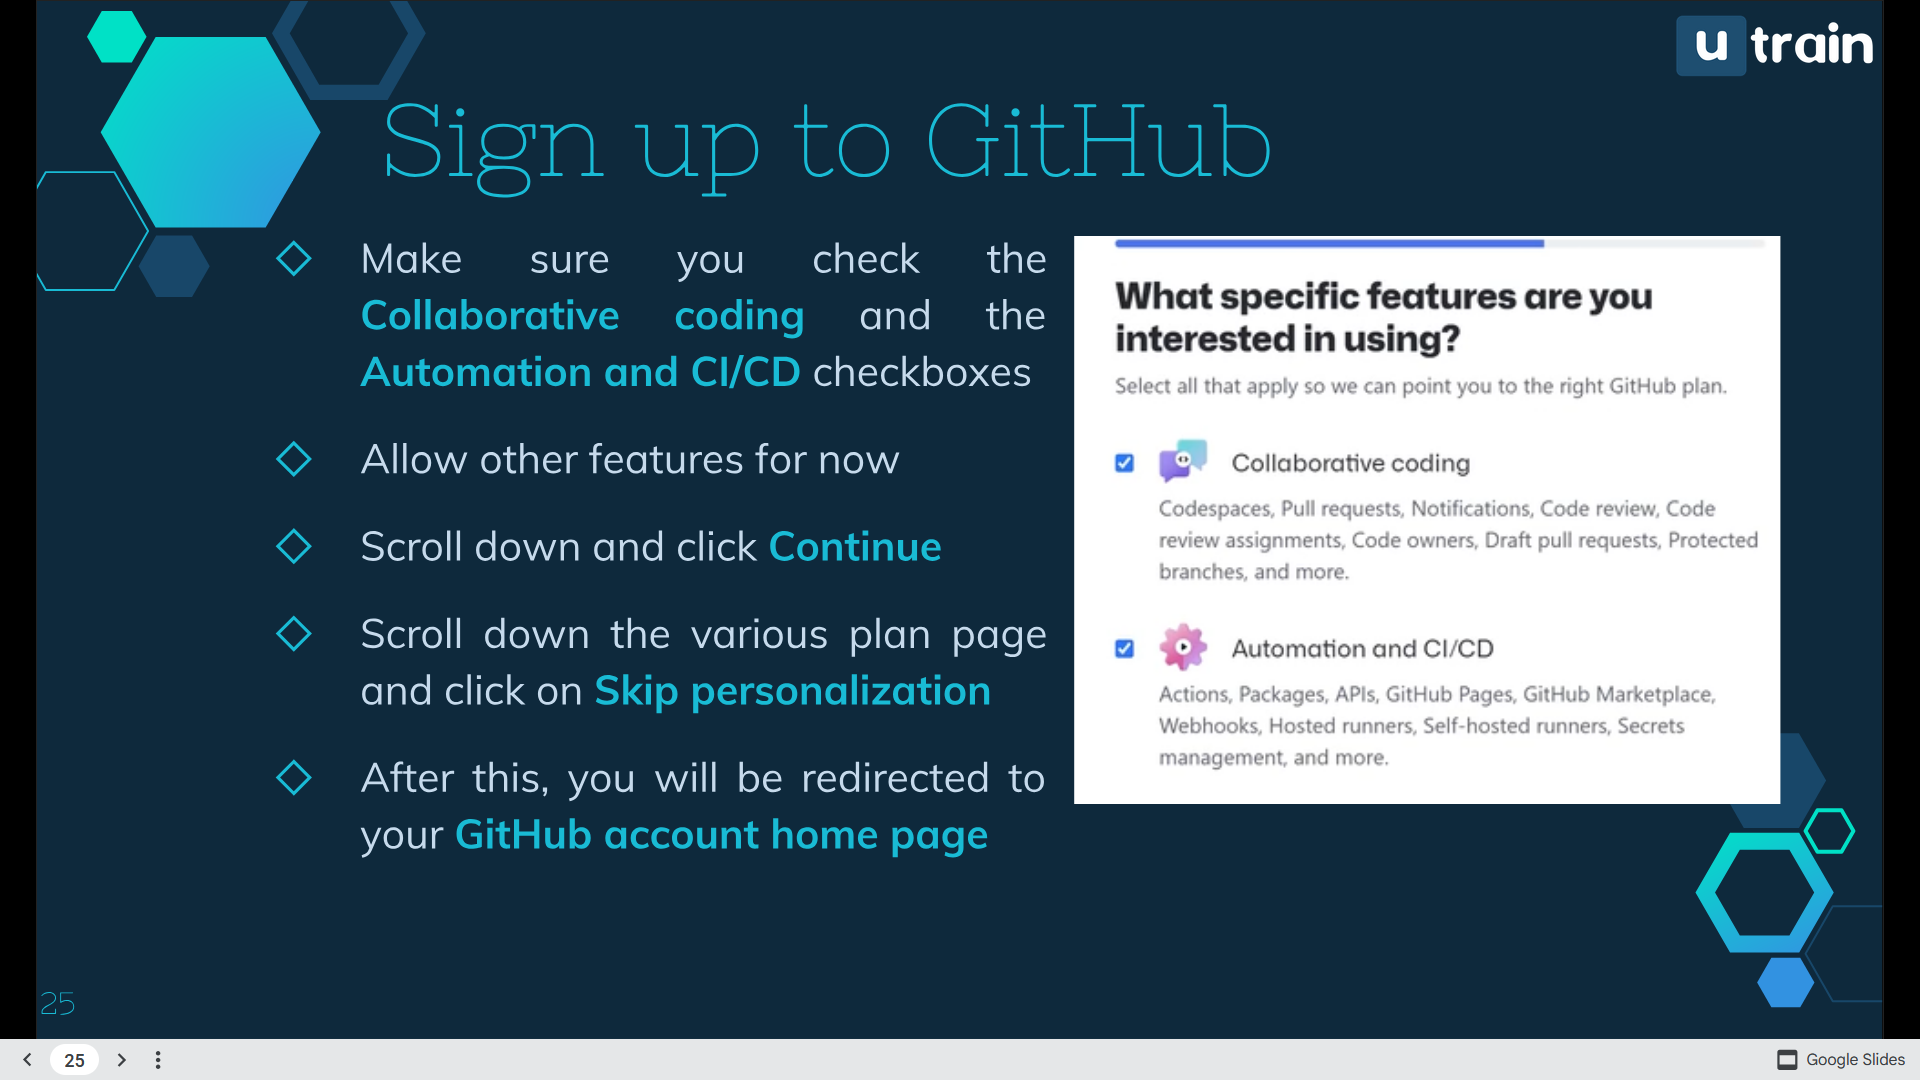 u train
Sign up to GitHub
Make sure you check the
Collaborative coding and the
Automation and CI/CD checkboxes
Allow other features for now
Scroll down and click Continue
Scroll down the various plan page
and click on Skip personalization
After this, you will be redirected to
your GitHub account home page
What specific features are you
interested in using?
Select all that apply so we can point you to the right GitHub plan.
Collaborative coding
Codespaces, Pull requests, Notifications, Code review, Code
review assignments, Code owners, Draft pull requests, Protected
branches, and more.
Automation and CI/CD
Actions, Packages, APIs, GitHub Pages, GitHub Marketplace,
Webhooks, Hosted runners, Self-hosted runners, Secrets
management, and more.
25
25
Google Slides